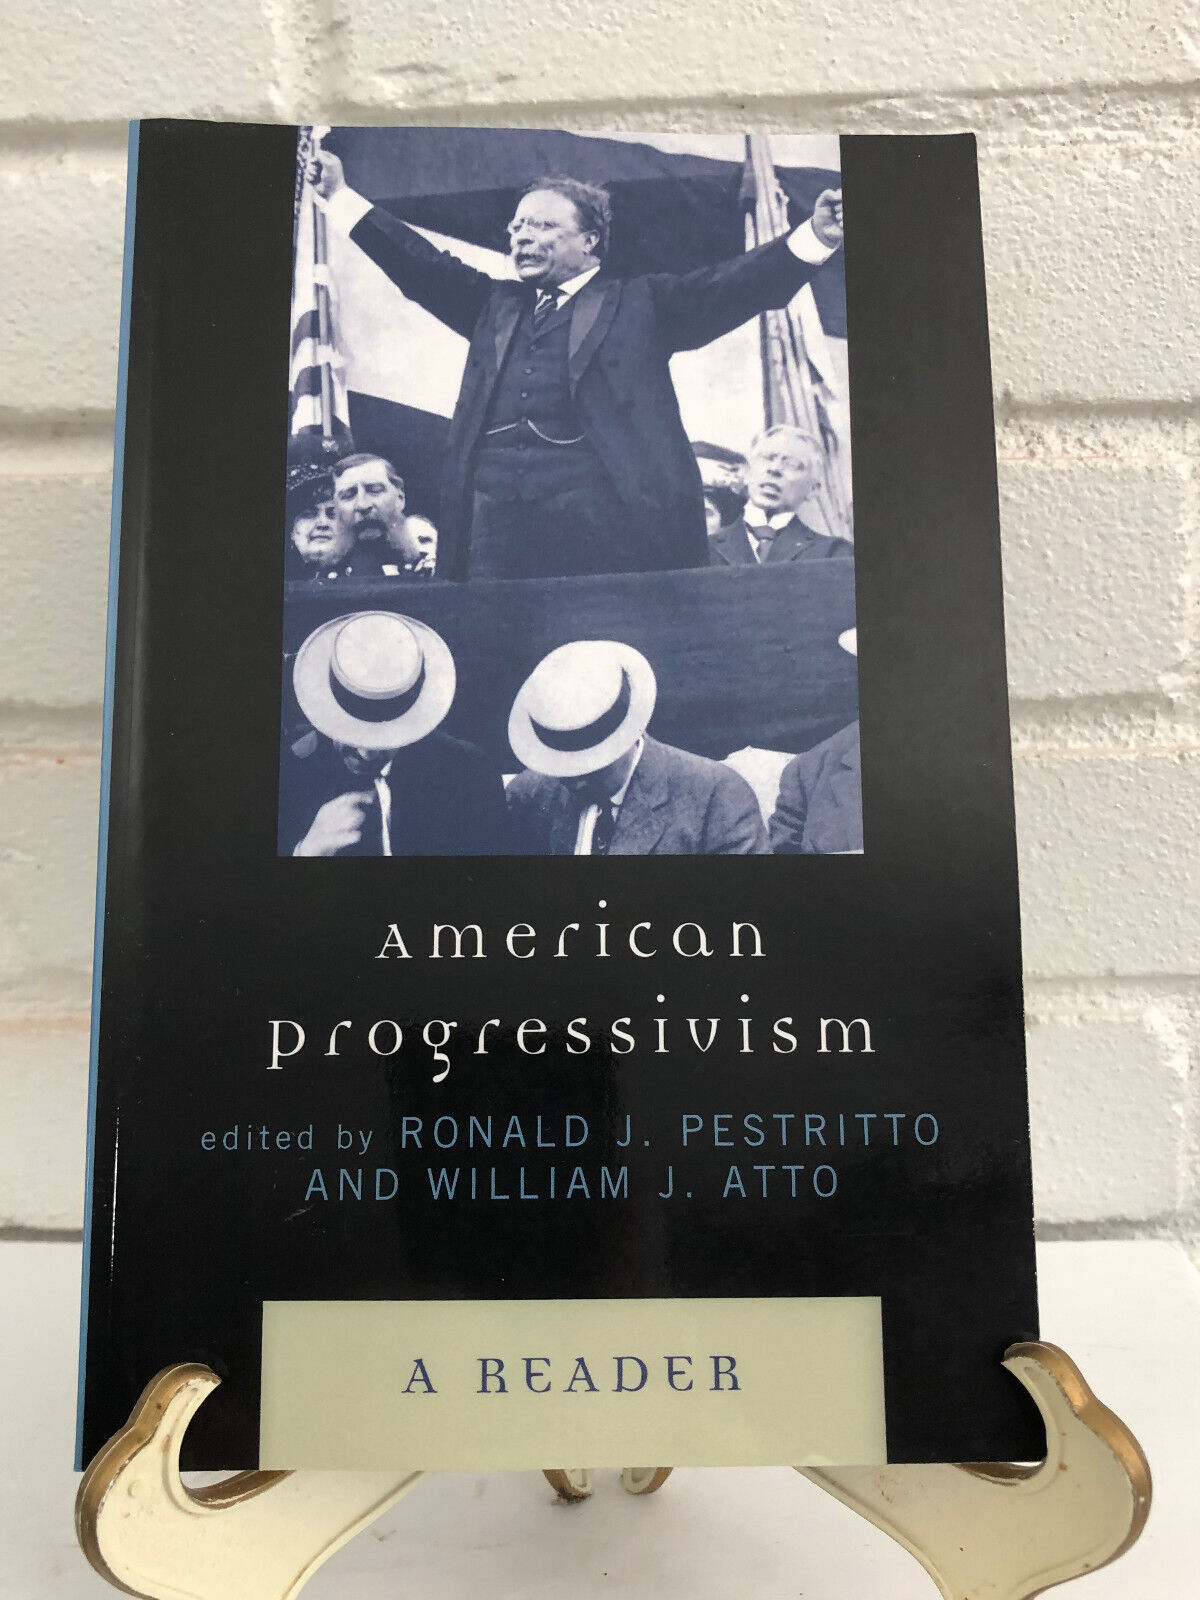 American
progressivism
edited by RONALD J. PESTRITTO
AND WILLIAM J. ATTO
A READER